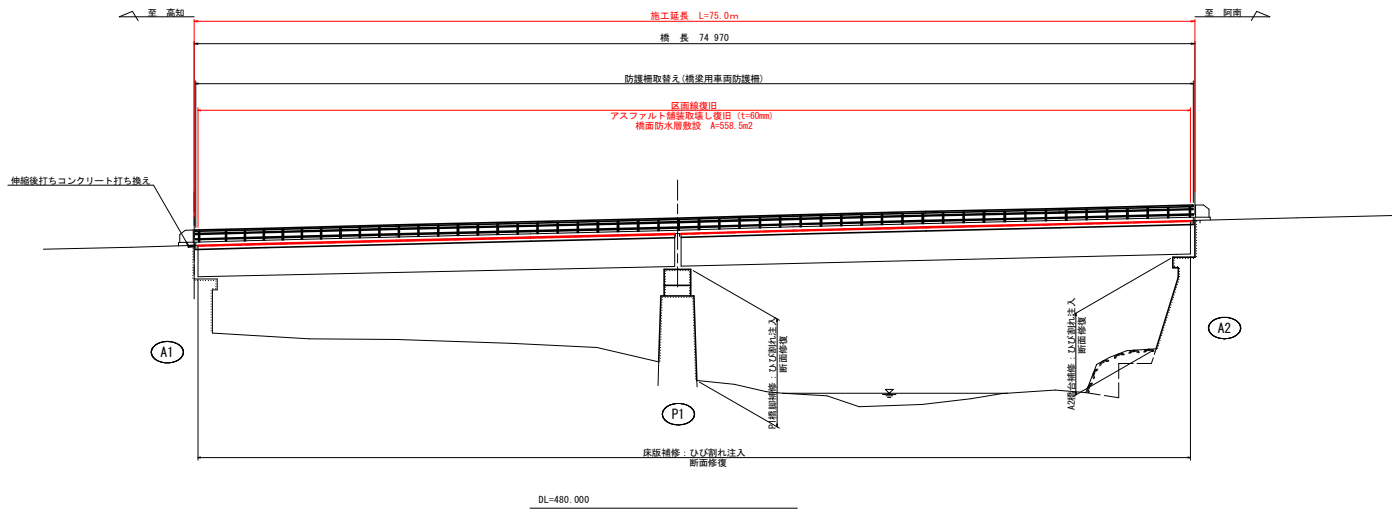 至 高知
施工延長 L=75.0m
至 阿南
橋 長 74 970
防護柵取替え(橋梁用車両防護柵)
区画線復旧
アスファルト舗装取壊し復旧 (t=60mm)
橋面防水層敷設 A=558.5m2
伸縮後打ちコンクリート打ち換え
A1
P1
A2
P1橋脚補修：ひび割れ注入
断面修復
A2橋台補修：ひび割れ注入
断面修復
床版補修：ひび割れ注入
断面修復
DL=480.000